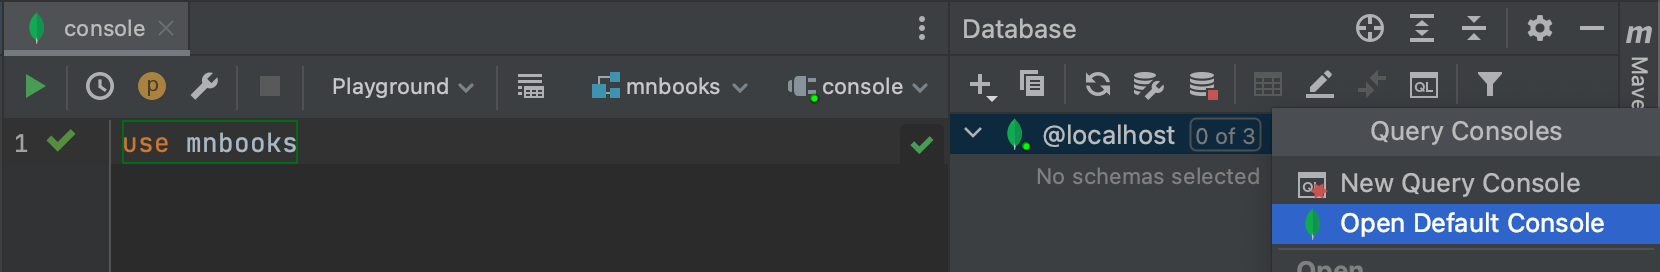 console
Database
m
Playground
mnbooks
console
QL
Mave
1
use mnbooks
@localhost 0 of 3
No schemas selected
Query Consoles
QL
New Query Console
Open Default Console
Open